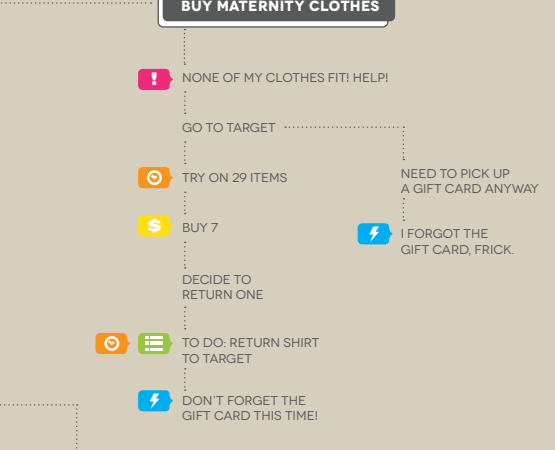 BUY MATERNITY CLOTHES
NONE OF MY CLOTHES FIT! HELP!
GO TO TARGET
TRY ON 29 ITEMS
BUY 7
DECIDE TO
RETURN ONE
TO DO: RETURN SHIRT
TO TARGET
DON'T FORGET THE
GIFT CARD THIS TIME!
NEED TO PICK UP
A GIFT CARD ANYWAY
I FORGOT THE
GIFT CARD, FRICK.